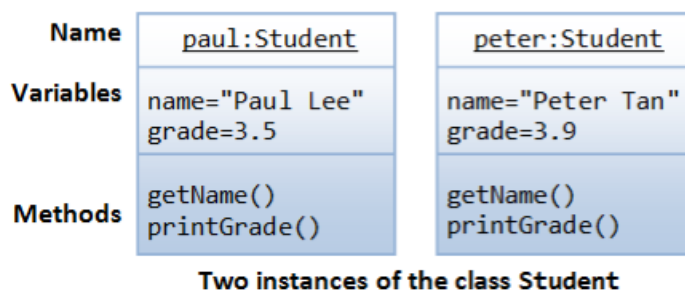 Name
paul:Student
peter:Student
Variables
name="Paul Lee"
grade=3.5
name="Peter Tan"
grade=3.9
Methods
getName()
printGrade()
getName()
printGrade()
Two instances of the class Student